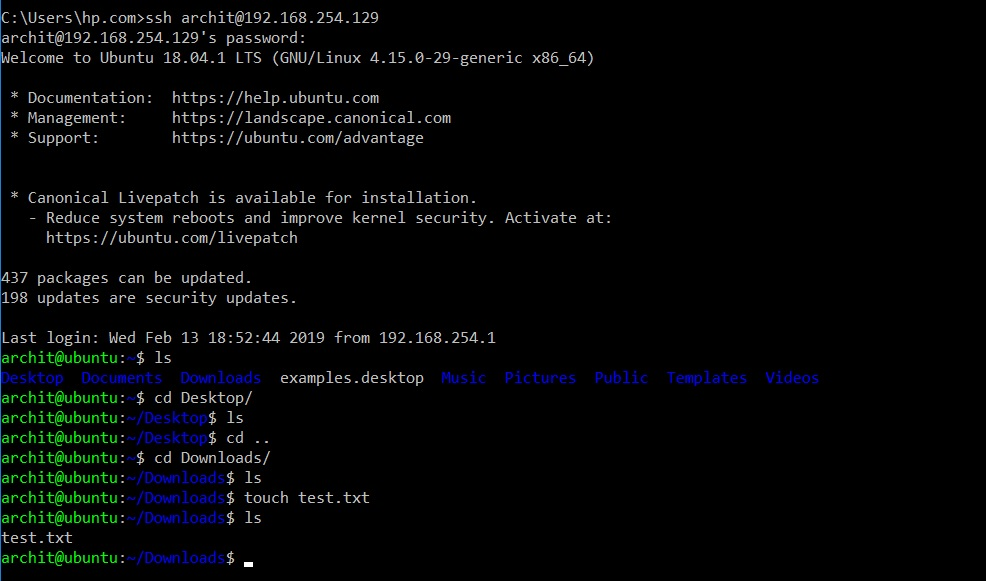 C:\Users\hp.com>ssh archit@192.168.254.129
archit@192.168.254.129's password:
Welcome to Ubuntu 18.04.1 LTS (GNU/Linux 4.15.0-29-generic x86_64)
* Documentation:  https://help.ubuntu.com
* Management:     https://landscape.canonical.com
* Support:        https://ubuntu.com/advantage
* Canonical Livepatch is available for installation.
- Reduce system reboots and improve kernel security. Activate at:
https://ubuntu.com/livepatch
437 packages can be updated.
198 updates are security updates.
Last login: Wed Feb 13 18:52:44 2019 from 192.168.254.1
archit@ubuntu:~$ ls
Desktop  Documents  Downloads  examples.desktop  Music  Pictures  Public  Templates  Videos
archit@ubuntu:~$ cd Desktop/
archit@ubuntu:~/Desktop$ ls
archit@ubuntu:~/Desktop$ cd ..
archit@ubuntu:~$ cd Downloads/
archit@ubuntu:~/Downloads$ ls
archit@ubuntu:~/Downloads$ touch test.txt
archit@ubuntu:~/Downloads$ ls
test.txt
archit@ubuntu:~/Downloads$